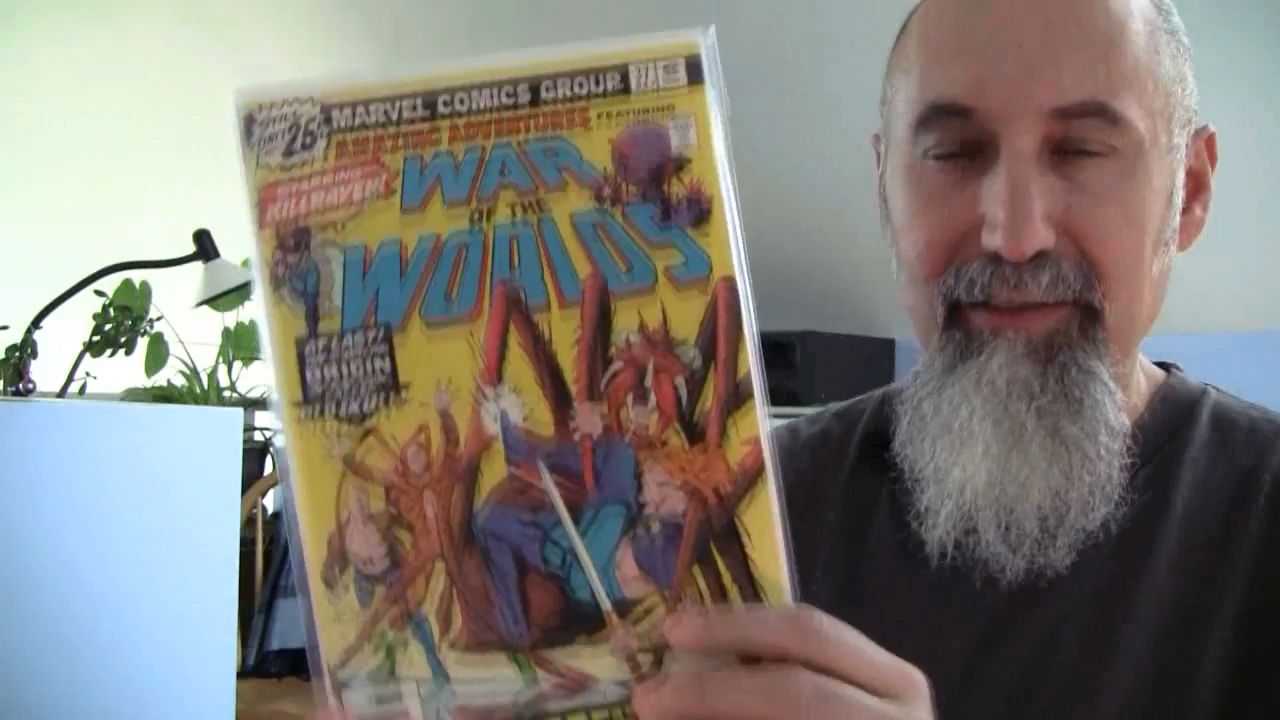 MARVEL COMICS GROUP
25¢
AMAZING ADVENTURES FEATURING
STARRING KILLRAVEN!
WAR
OF THE
WORLDS
AT LAST!
ORIGIN